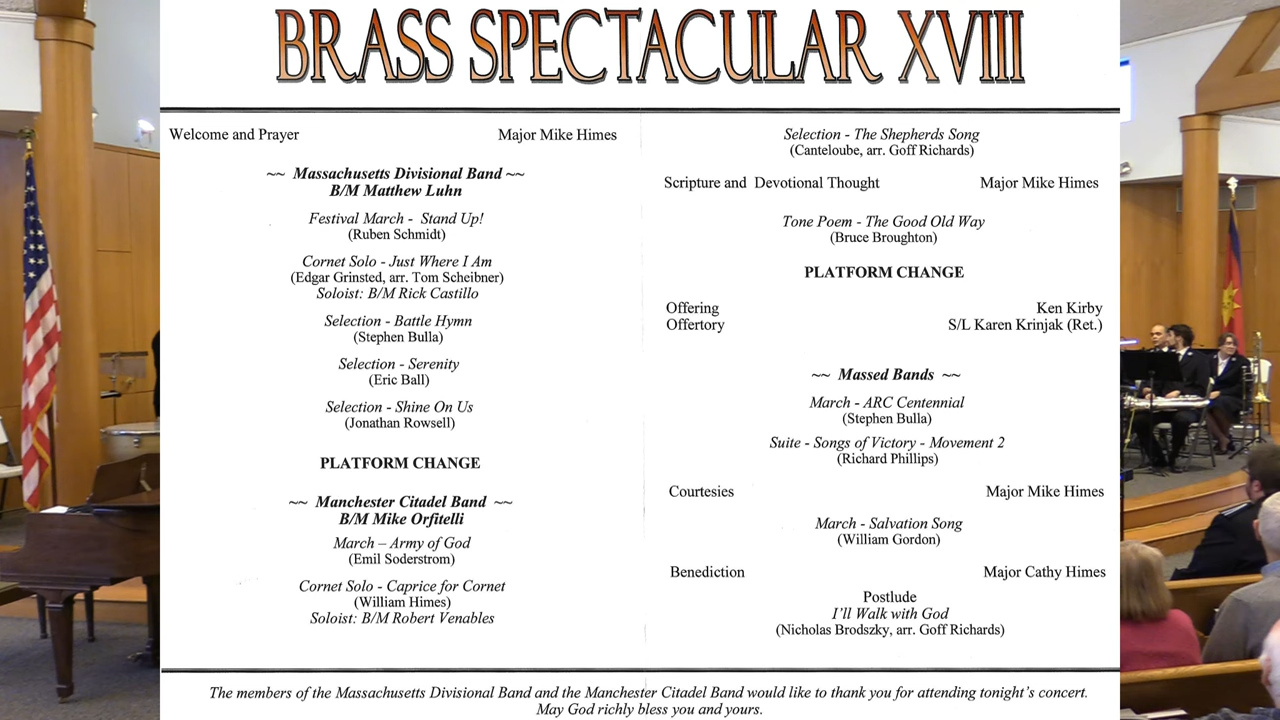 BRASS SPECTACULAR XVIII
Welcome and Prayer Major Mike Himes
~~ Massachusetts Divisional Band ~~
B/M Matthew Luhn
Festival March - Stand Up!
(Ruben Schmidt)
Cornet Solo - Just Where I Am
(Edgar Grinsted, arr. Tom Scheibner)
Soloist: B/M Rick Castillo
Selection - Battle Hymn
(Stephen Bulla)
Selection - Serenity
(Eric Ball)
Selection - Shine On Us
(Jonathan Rowsell)
PLATFORM CHANGE
~~ Manchester Citadel Band ~~
B/M Mike Orfitelli
March – Army of God
(Emil Soderstrom)
Cornet Solo - Caprice for Cornet
(William Himes)
Soloist: B/M Robert Venables
Selection - The Shepherds Song
(Canteloube, arr. Goff Richards)
Scripture and Devotional Thought Major Mike Himes
Tone Poem - The Good Old Way
(Bruce Broughton)
PLATFORM CHANGE
Offering Ken Kirby
Offertory S/L Karen Krinjak (Ret.)
~~ Massed Bands ~~
March - ARC Centennial
(Stephen Bulla)
Suite - Songs of Victory - Movement 2
(Richard Phillips)
Courtesies Major Mike Himes
March - Salvation Song
(William Gordon)
Benediction Major Cathy Himes
Postlude
I'll Walk with God
(Nicholas Brodszky, arr. Goff Richards)
The members of the Massachusetts Divisional Band and the Manchester Citadel Band would like to thank you for attending tonight's concert.
May God richly bless you and yours.